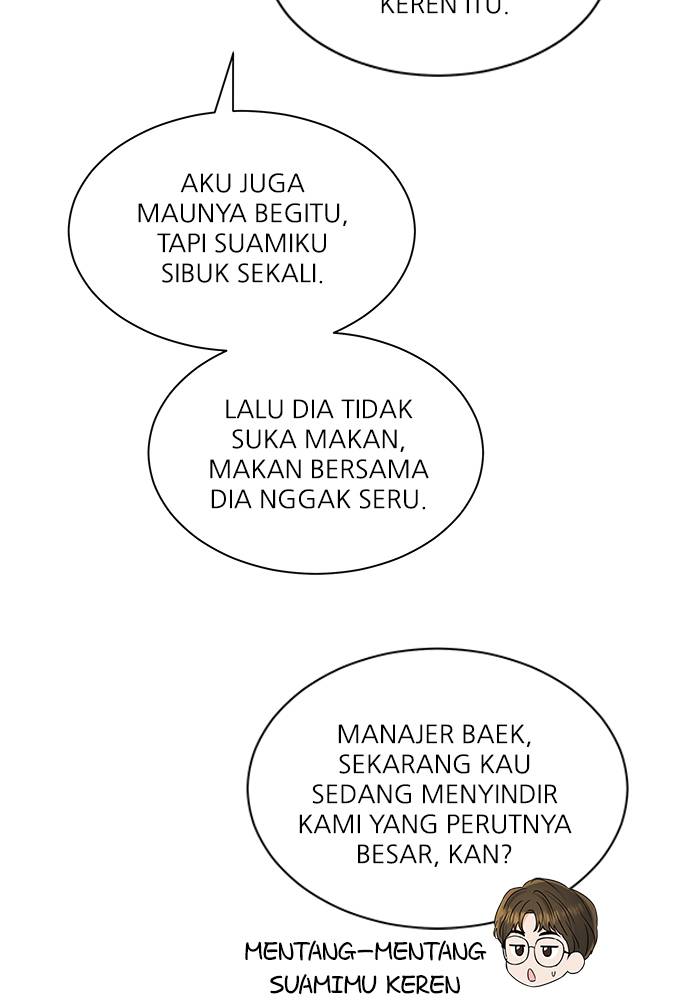 KEREN ITU.
AKU JUGA
MAUNYA BEGITU,
TAPI SUAMIKU
SIBUK SEKALI.
LALU DIA TIDAK
SUKA MAKAN,
MAKAN BERSAMA
DIA NGGAK SERU.
MANAJER BAEK,
SEKARANG KAU
SEDANG MENYINDIR
KAMI YANG PERUTNYA
BESAR, KAN?
MENTANG-MENTANG
SUAMIMU KEREN